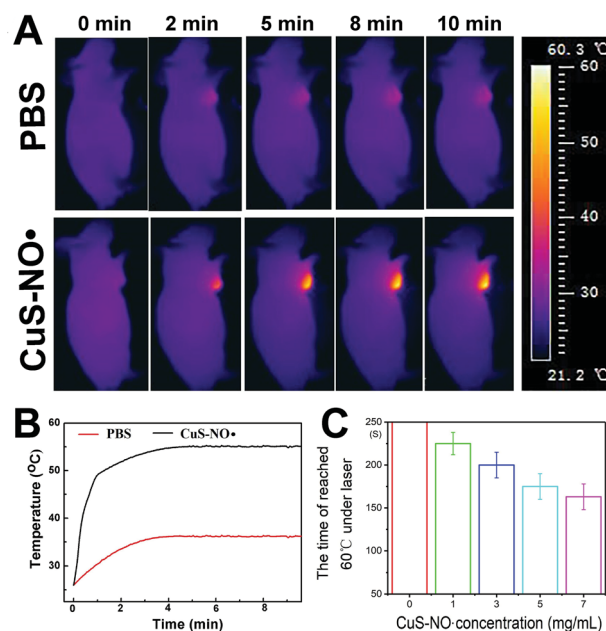 A
0 min 2 min 5 min 8 min 10 min
PBS
CuS-NO•
60.3 ℃
60
50
40
30
21.2 ℃
B
PBS CuS-NO•
Temperature (°C)
60
50
40
30
0 2 4 6 8
Time (min)
C
The time of reached
60℃ under laser
250
(S)
200
150
100
50
0 1 3 5 7
CuS-NO·concentration (mg/mL)